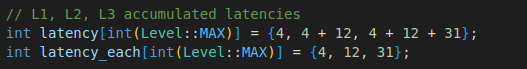 // L1, L2, L3 accumulated latencies
int latency[int(Level::MAX)] = {4, 4 + 12, 4 + 12 + 31};
int latency_each[int(Level::MAX)] = {4, 12, 31};